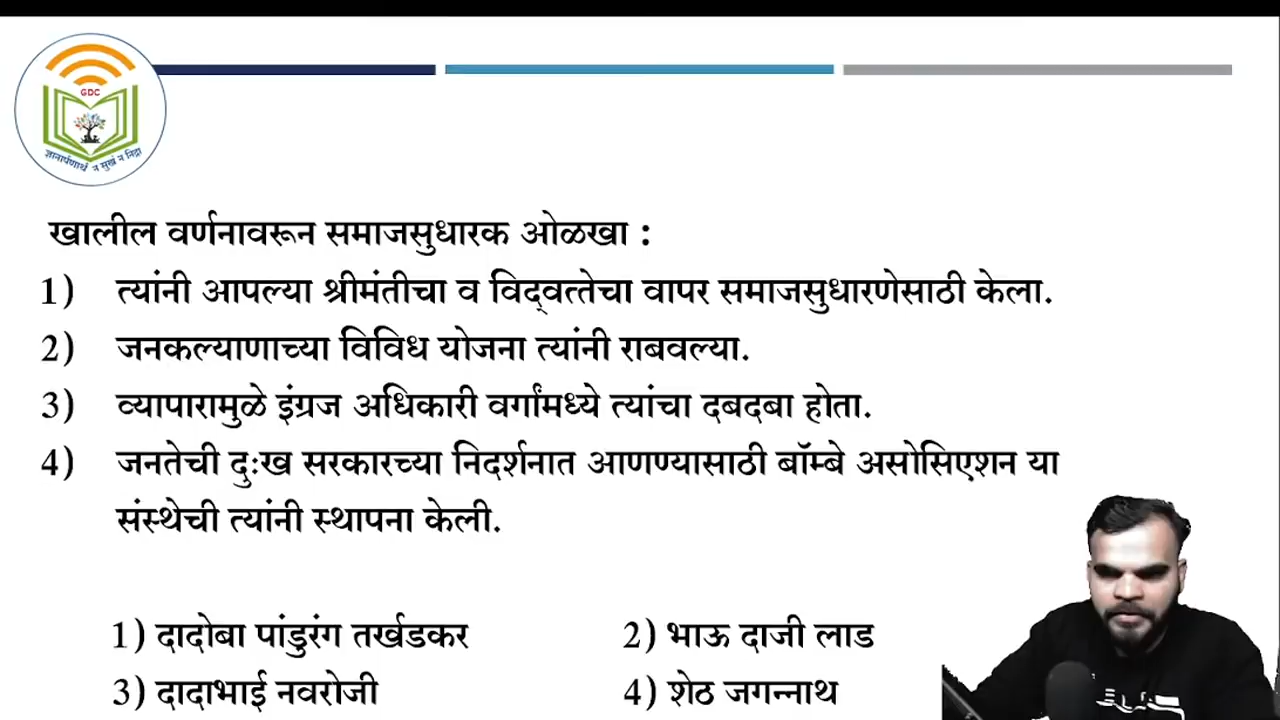 GDC
ज्ञानार्पणार्थं न सुखं न निद्रा
खालील वर्णनावरून समाजसुधारक ओळखा :
1) त्यांनी आपल्या श्रीमंतीचा व विद्‌वत्तेचा वापर समाजसुधारणेसाठी केला.
2) जनकल्याणाच्या विविध योजना त्यांनी राबवल्या.
3) व्यापारामुळे इंग्रज अधिकारी वर्गांमध्ये त्यांचा दबदबा होता.
4) जनतेची दुःख सरकारच्या निदर्शनात आणण्यासाठी बॉम्बे असोसिएशन या
संस्थेची त्यांनी स्थापना केली.
1) दादोबा पांडुरंग तर्खडकर 2) भाऊ दाजी लाड
3) दादाभाई नवरोजी 4) शेठ जगन्नाथ